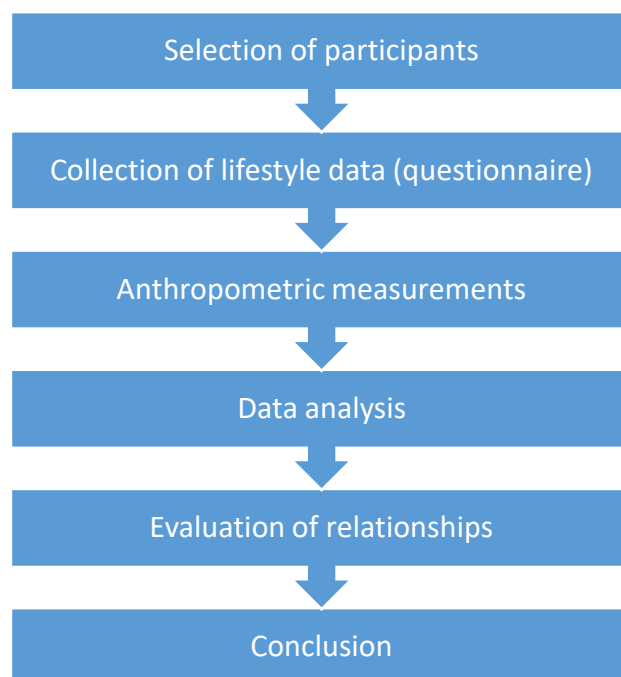 Selection of participants
Collection of lifestyle data (questionnaire)
Anthropometric measurements
Data analysis
Evaluation of relationships
Conclusion